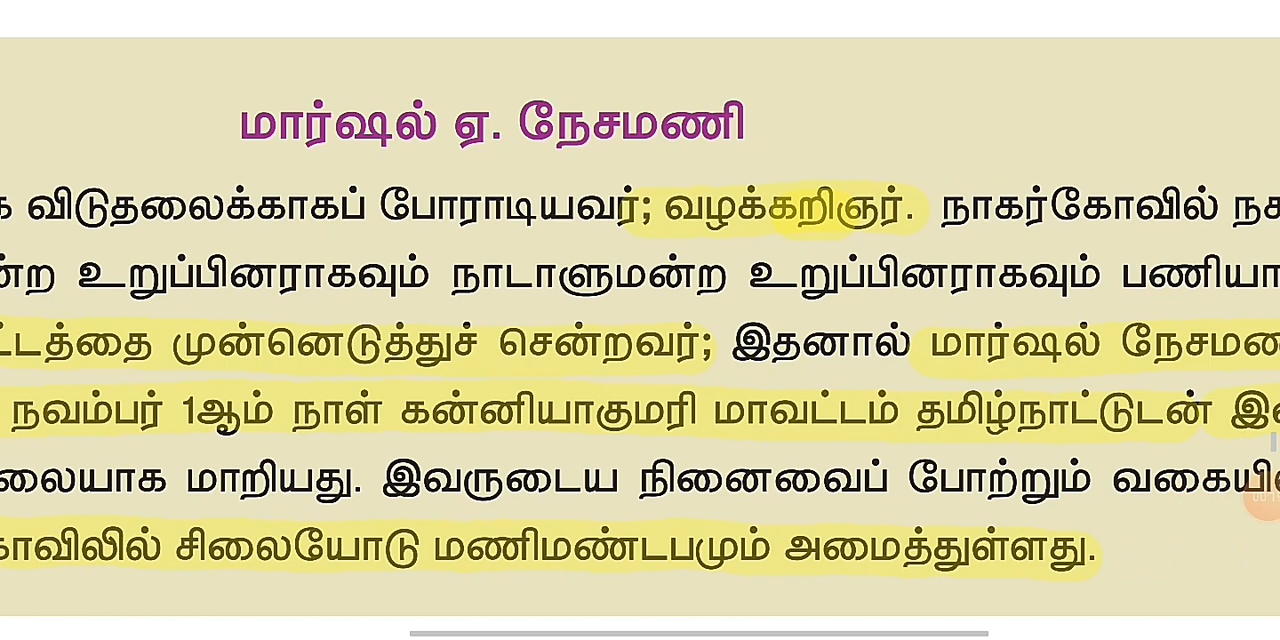 மார்ஷல் ஏ. நேசமணி
விடுதலைக்காகப் போராடியவர்; வழக்கறிஞர். நாகர்கோவில்
உறுப்பினராகவும் நாடாளுமன்ற உறுப்பினராகவும்
முன்னெடுத்துச் சென்றவர்; இதனால் மார்ஷல்
நவம்பர் 1ஆம் நாள் கன்னியாகுமரி மாவட்டம் தமிழ்நாட்டுடன்
மாறியது. இவருடைய நினைவைப் போற்றும்
சிலையோடு மணிமண்டபமும் அமைத்துள்ளது.